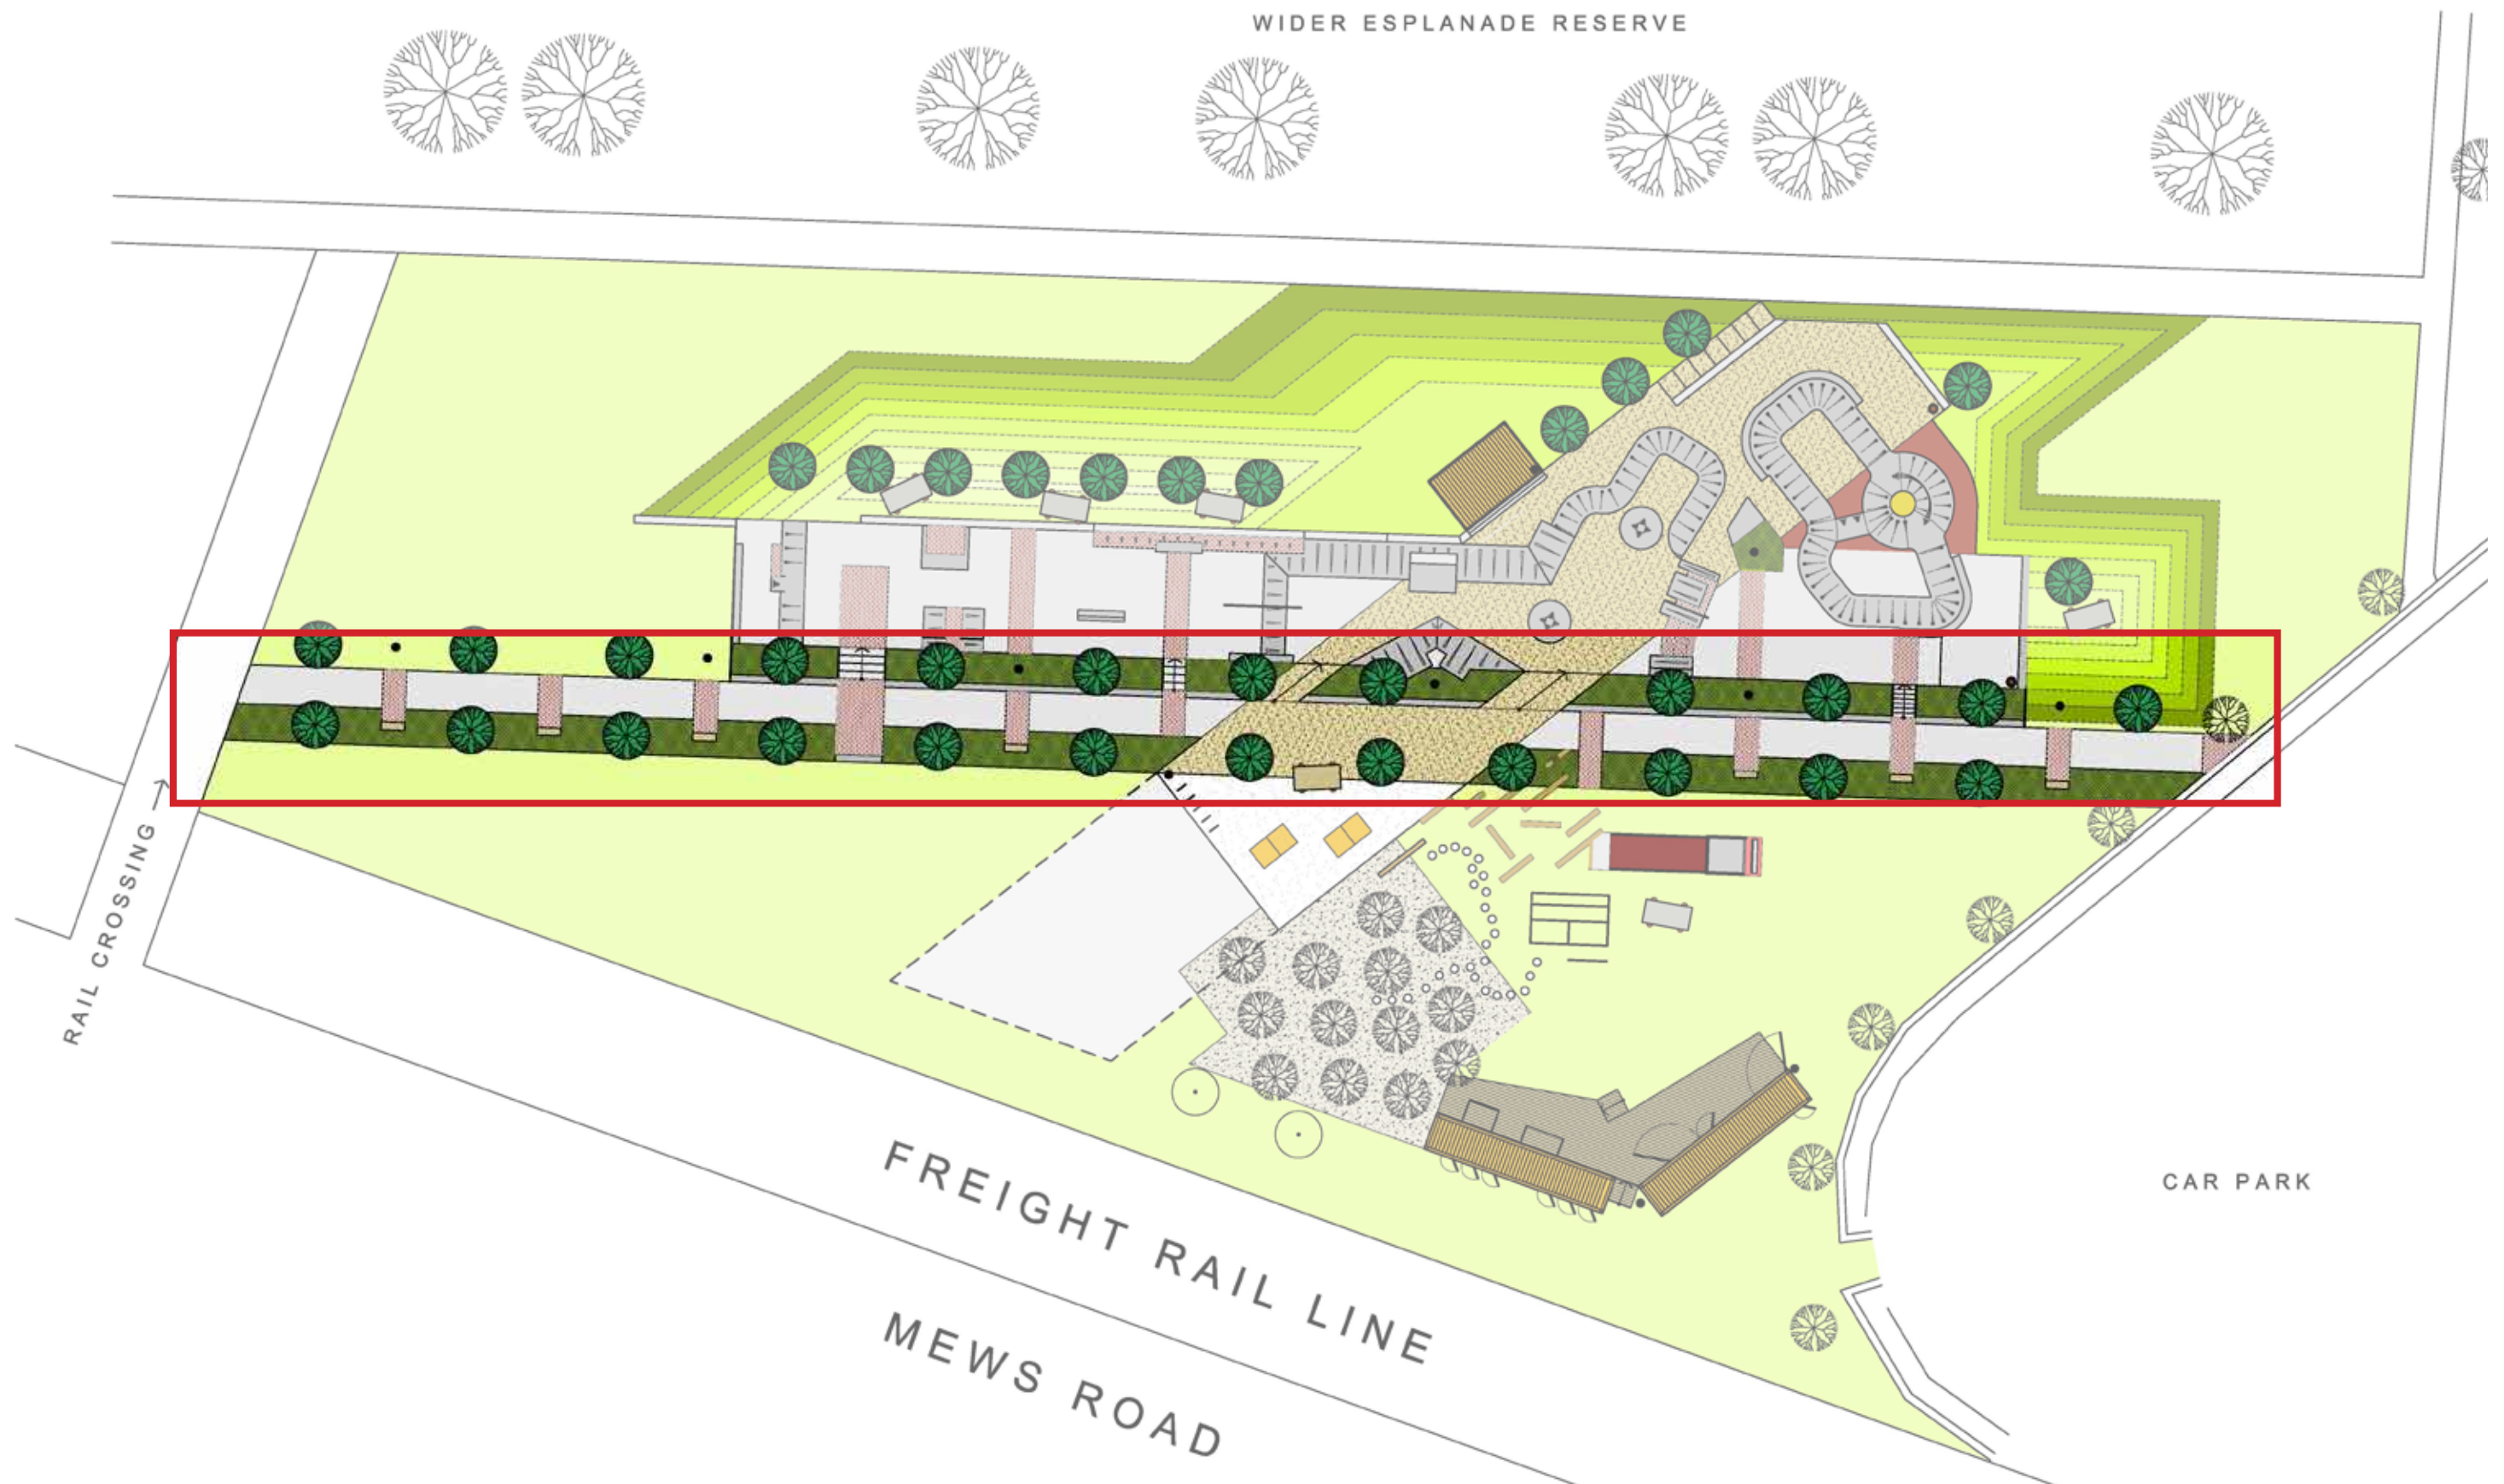 WIDER ESPLANADE RESERVE
RAIL CROSSING
FREIGHT RAIL LINE
MEWS ROAD
CAR PARK